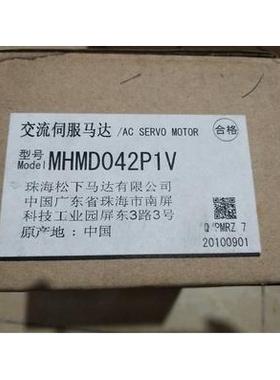 交流伺服马达 /AC SERVO MOTOR 合格
型号 Model MHMD042P1V
珠海松下马达有限公司
中国广东省珠海市南屏
科技工业园屏东3路3号
原产地: 中国
Q/PMRZ 7
20100901